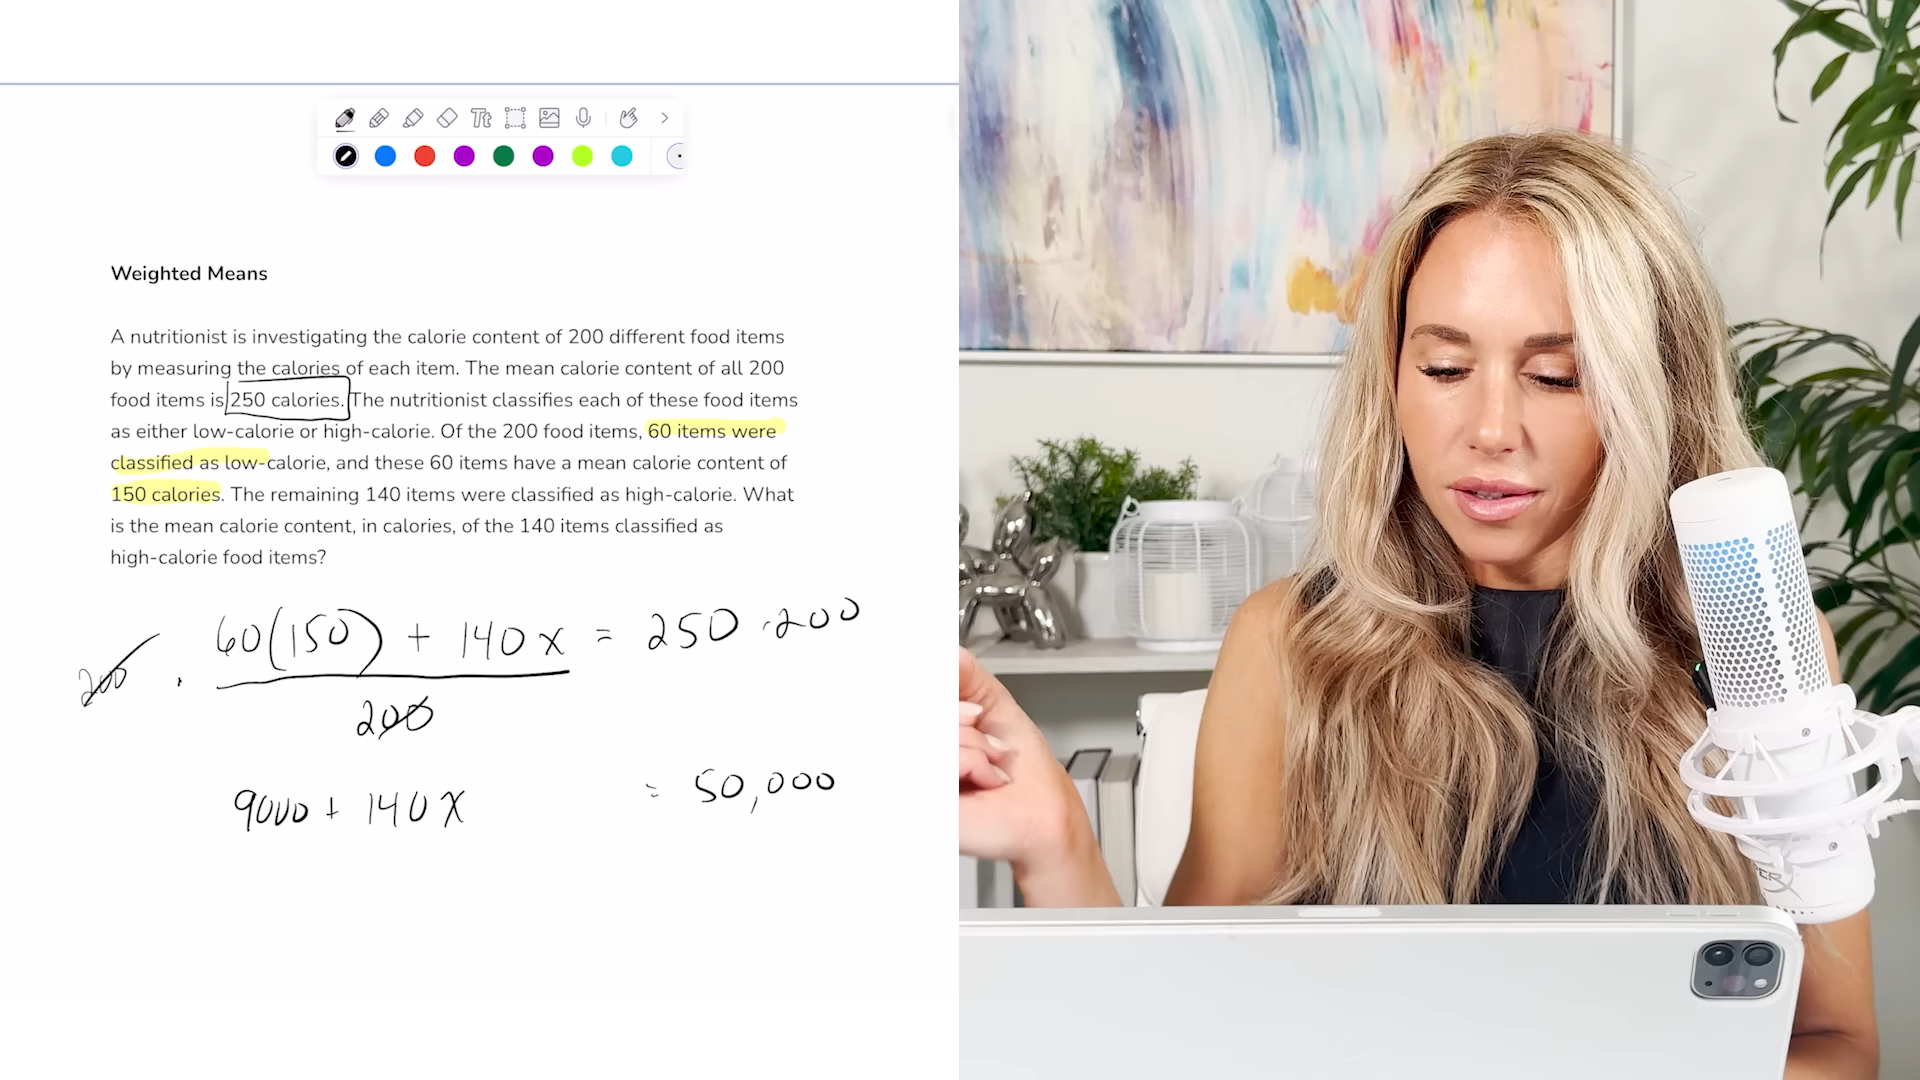 Tt
Weighted Means
A nutritionist is investigating the calorie content of 200 different food items
by measuring the calories of each item. The mean calorie content of all 200
food items is 250 calories. The nutritionist classifies each of these food items
as either low-calorie or high-calorie. Of the 200 food items, 60 items were
classified as low-calorie, and these 60 items have a mean calorie content of
150 calories. The remaining 140 items were classified as high-calorie. What
is the mean calorie content, in calories, of the 140 items classified as
high-calorie food items?
200 · 60(150) + 140x = 250 · 200
200
9000 + 140x = 50,000